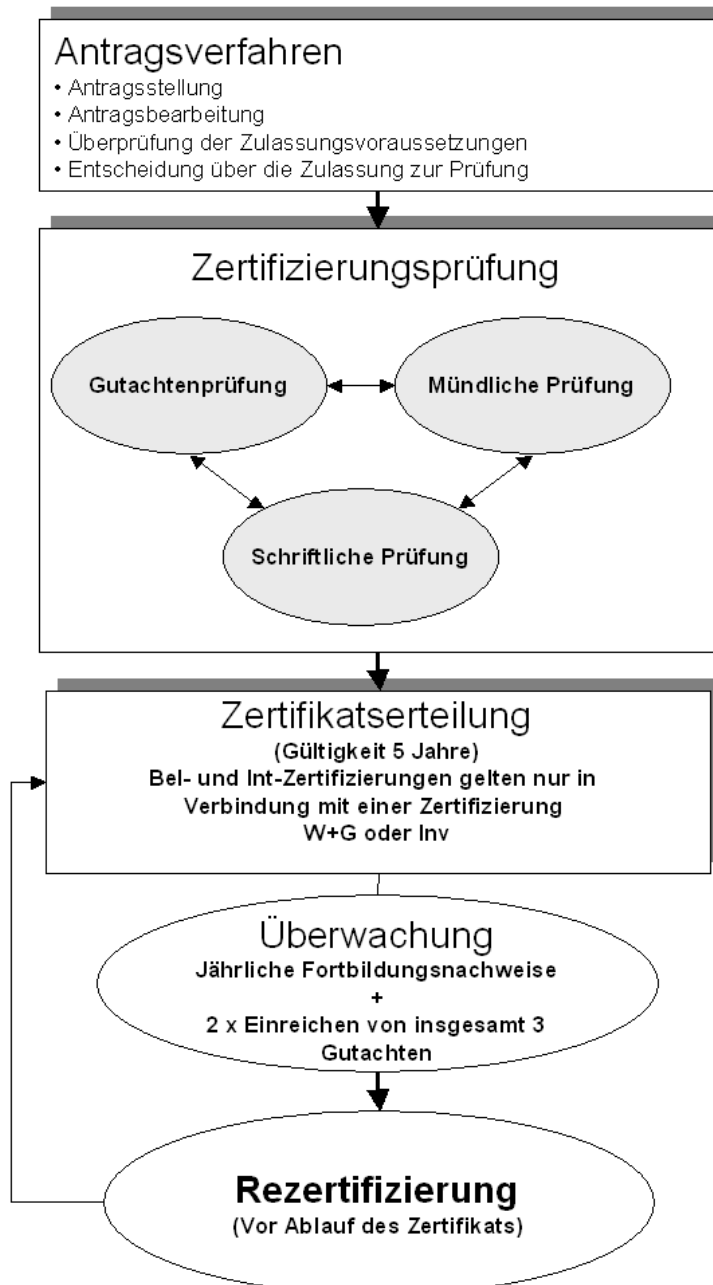 Antragsverfahren
• Antragsstellung
• Antragsbearbeitung
• Überprüfung der Zulassungsvoraussetzungen
• Entscheidung über die Zulassung zur Prüfung
Zertifizierungsprüfung
Gutachtenprüfung
Mündliche Prüfung
Schriftliche Prüfung
Zertifikatserteilung
(Gültigkeit 5 Jahre)
Bel- und Int-Zertifizierungen gelten nur in
Verbindung mit einer Zertifizierung
W+G oder Inv
Überwachung
Jährliche Fortbildungsnachweise
+
2 x Einreichen von insgesamt 3
Gutachten
Rezertifizierung
(Vor Ablauf des Zertifikats)